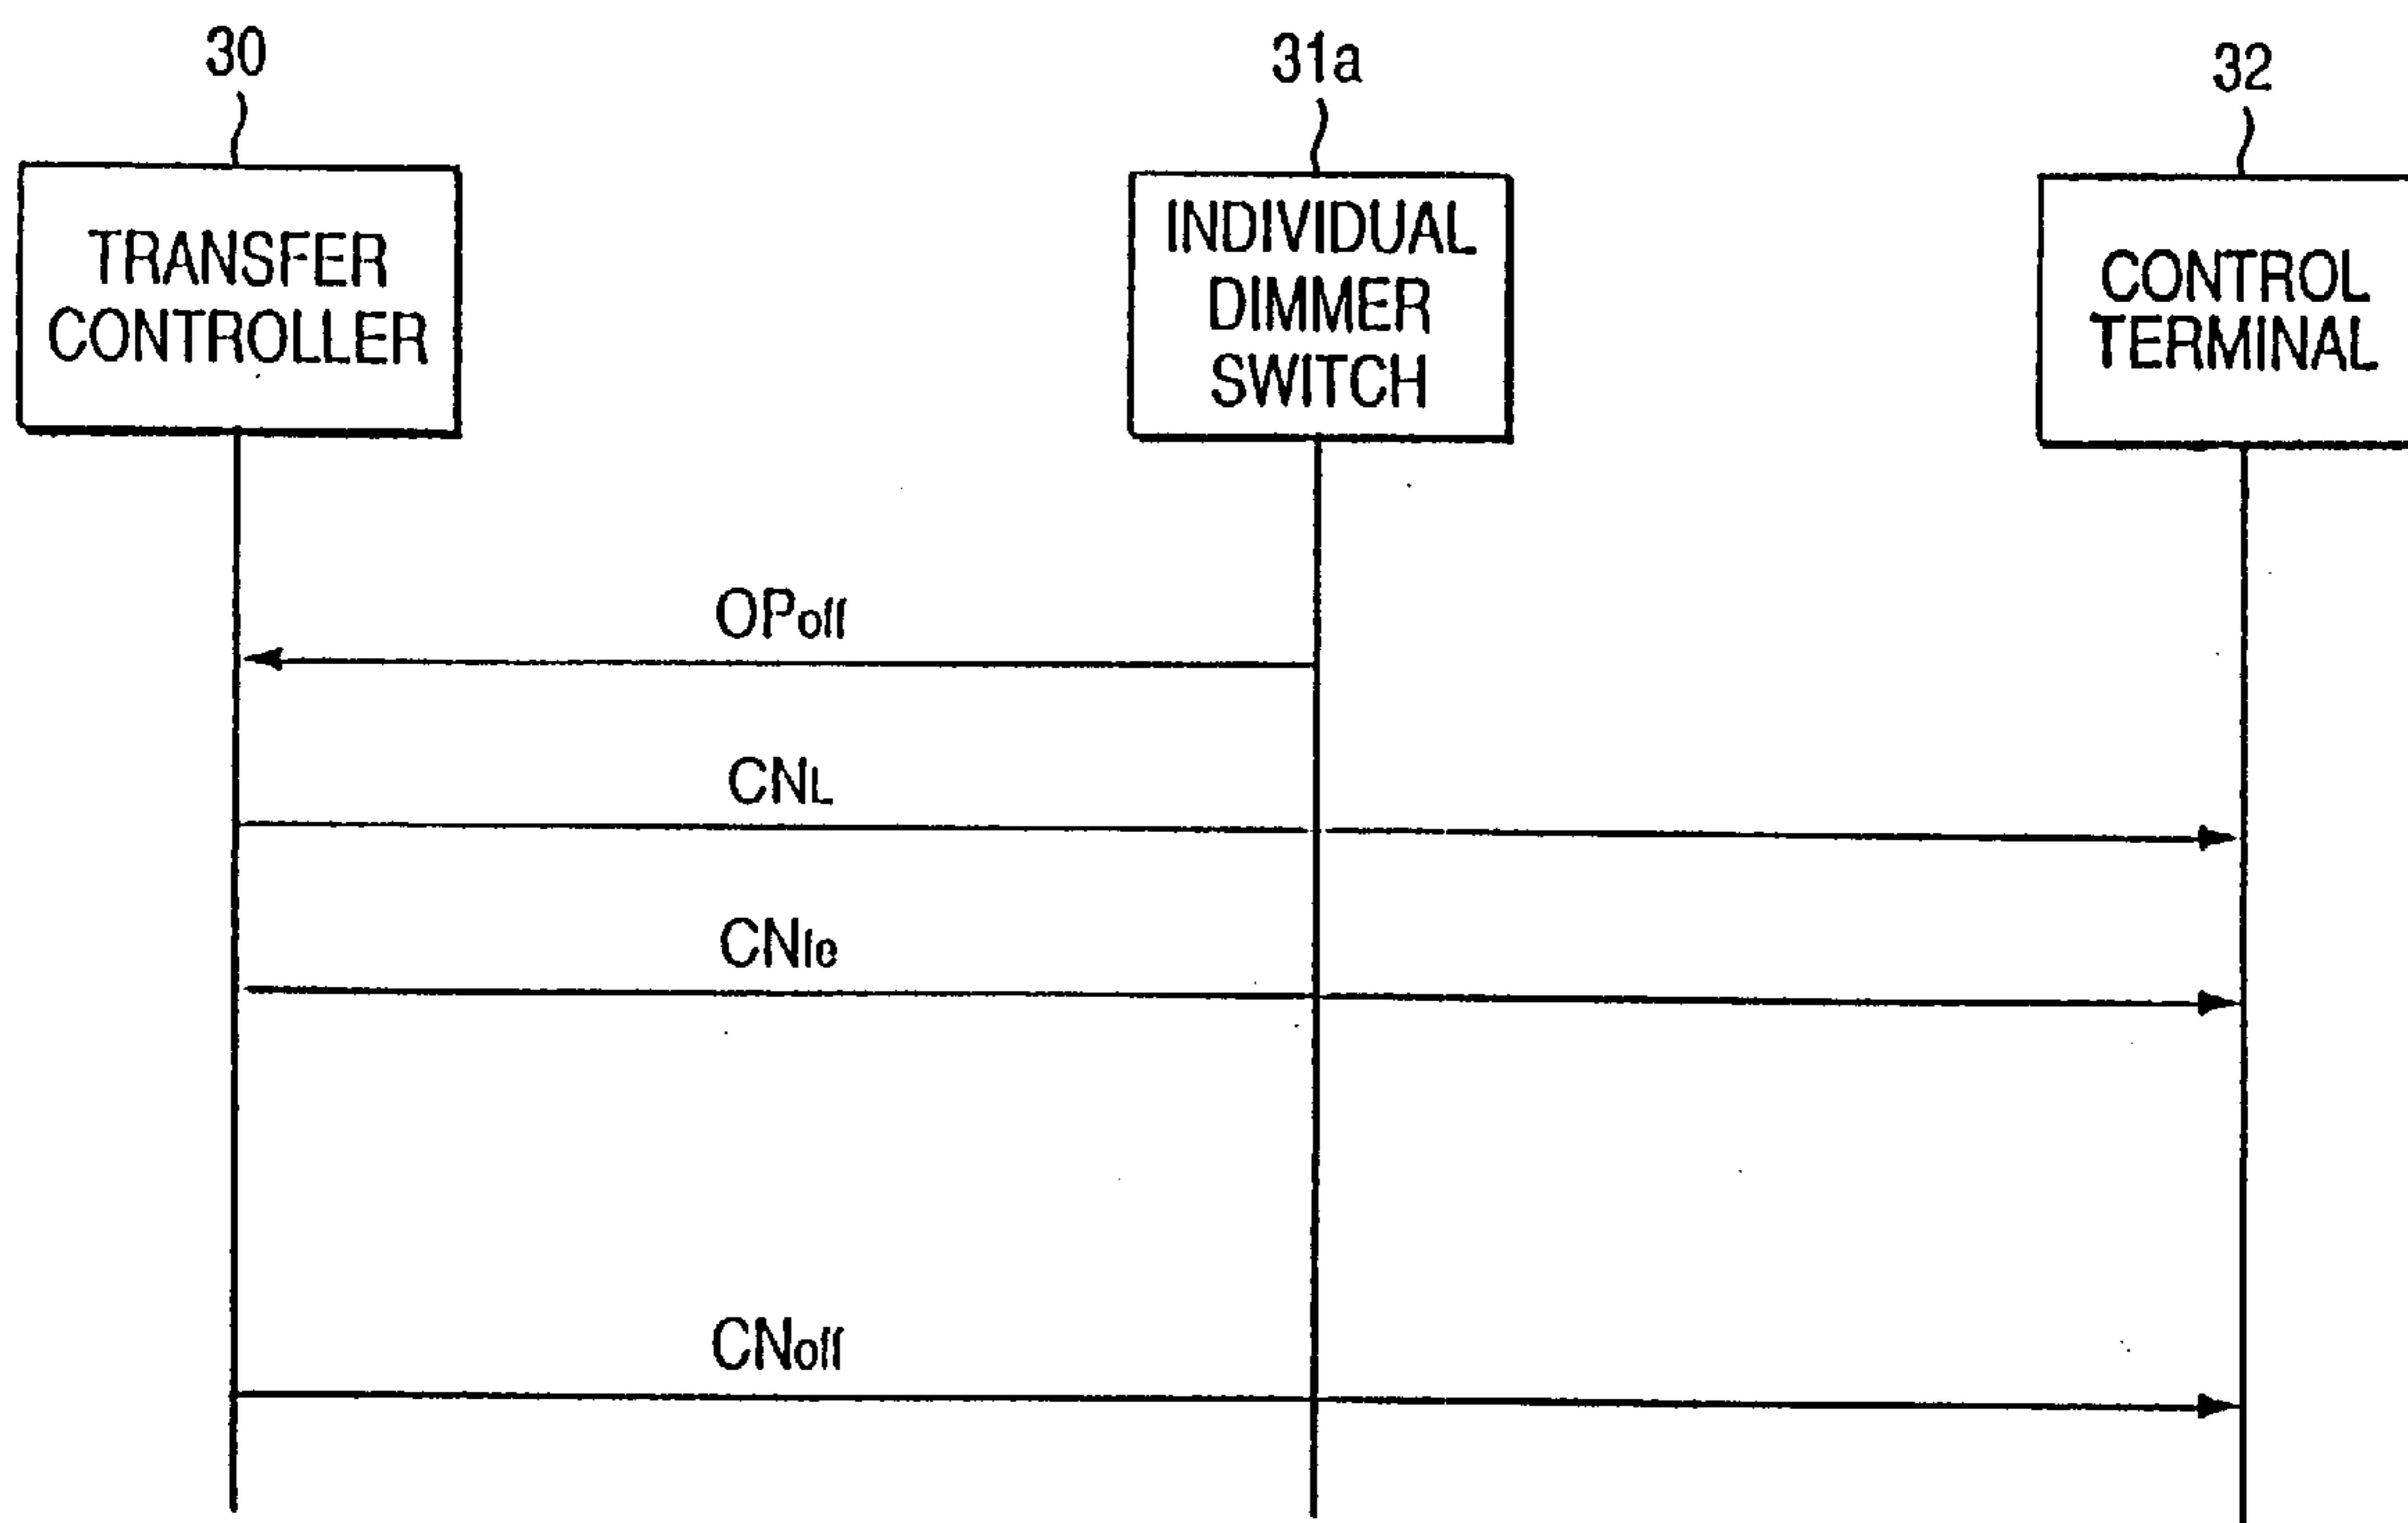 30
31a
32
TRANSFER
CONTROLLER
INDIVIDUAL
DIMMER
SWITCH
CONTROL
TERMINAL
OPoff
CNL
CNfe
CNoff